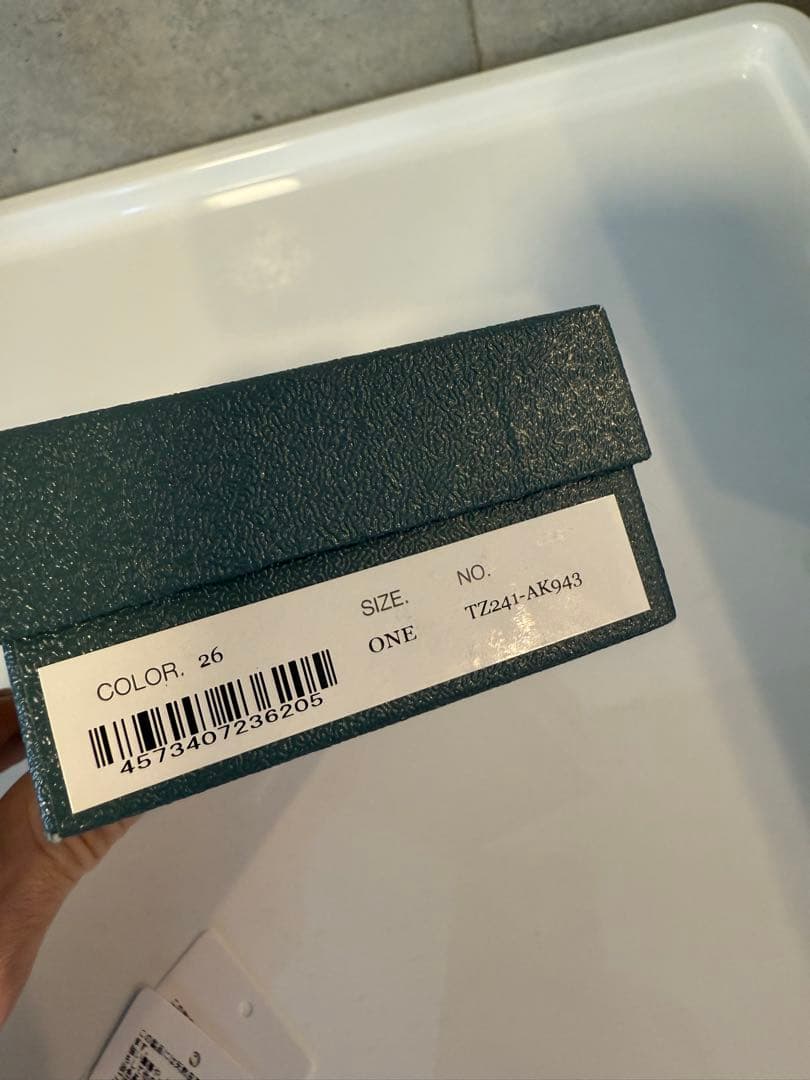 COLOR. 26
SIZE.
ONE
NO.
TZ241-AK943
4573407236205